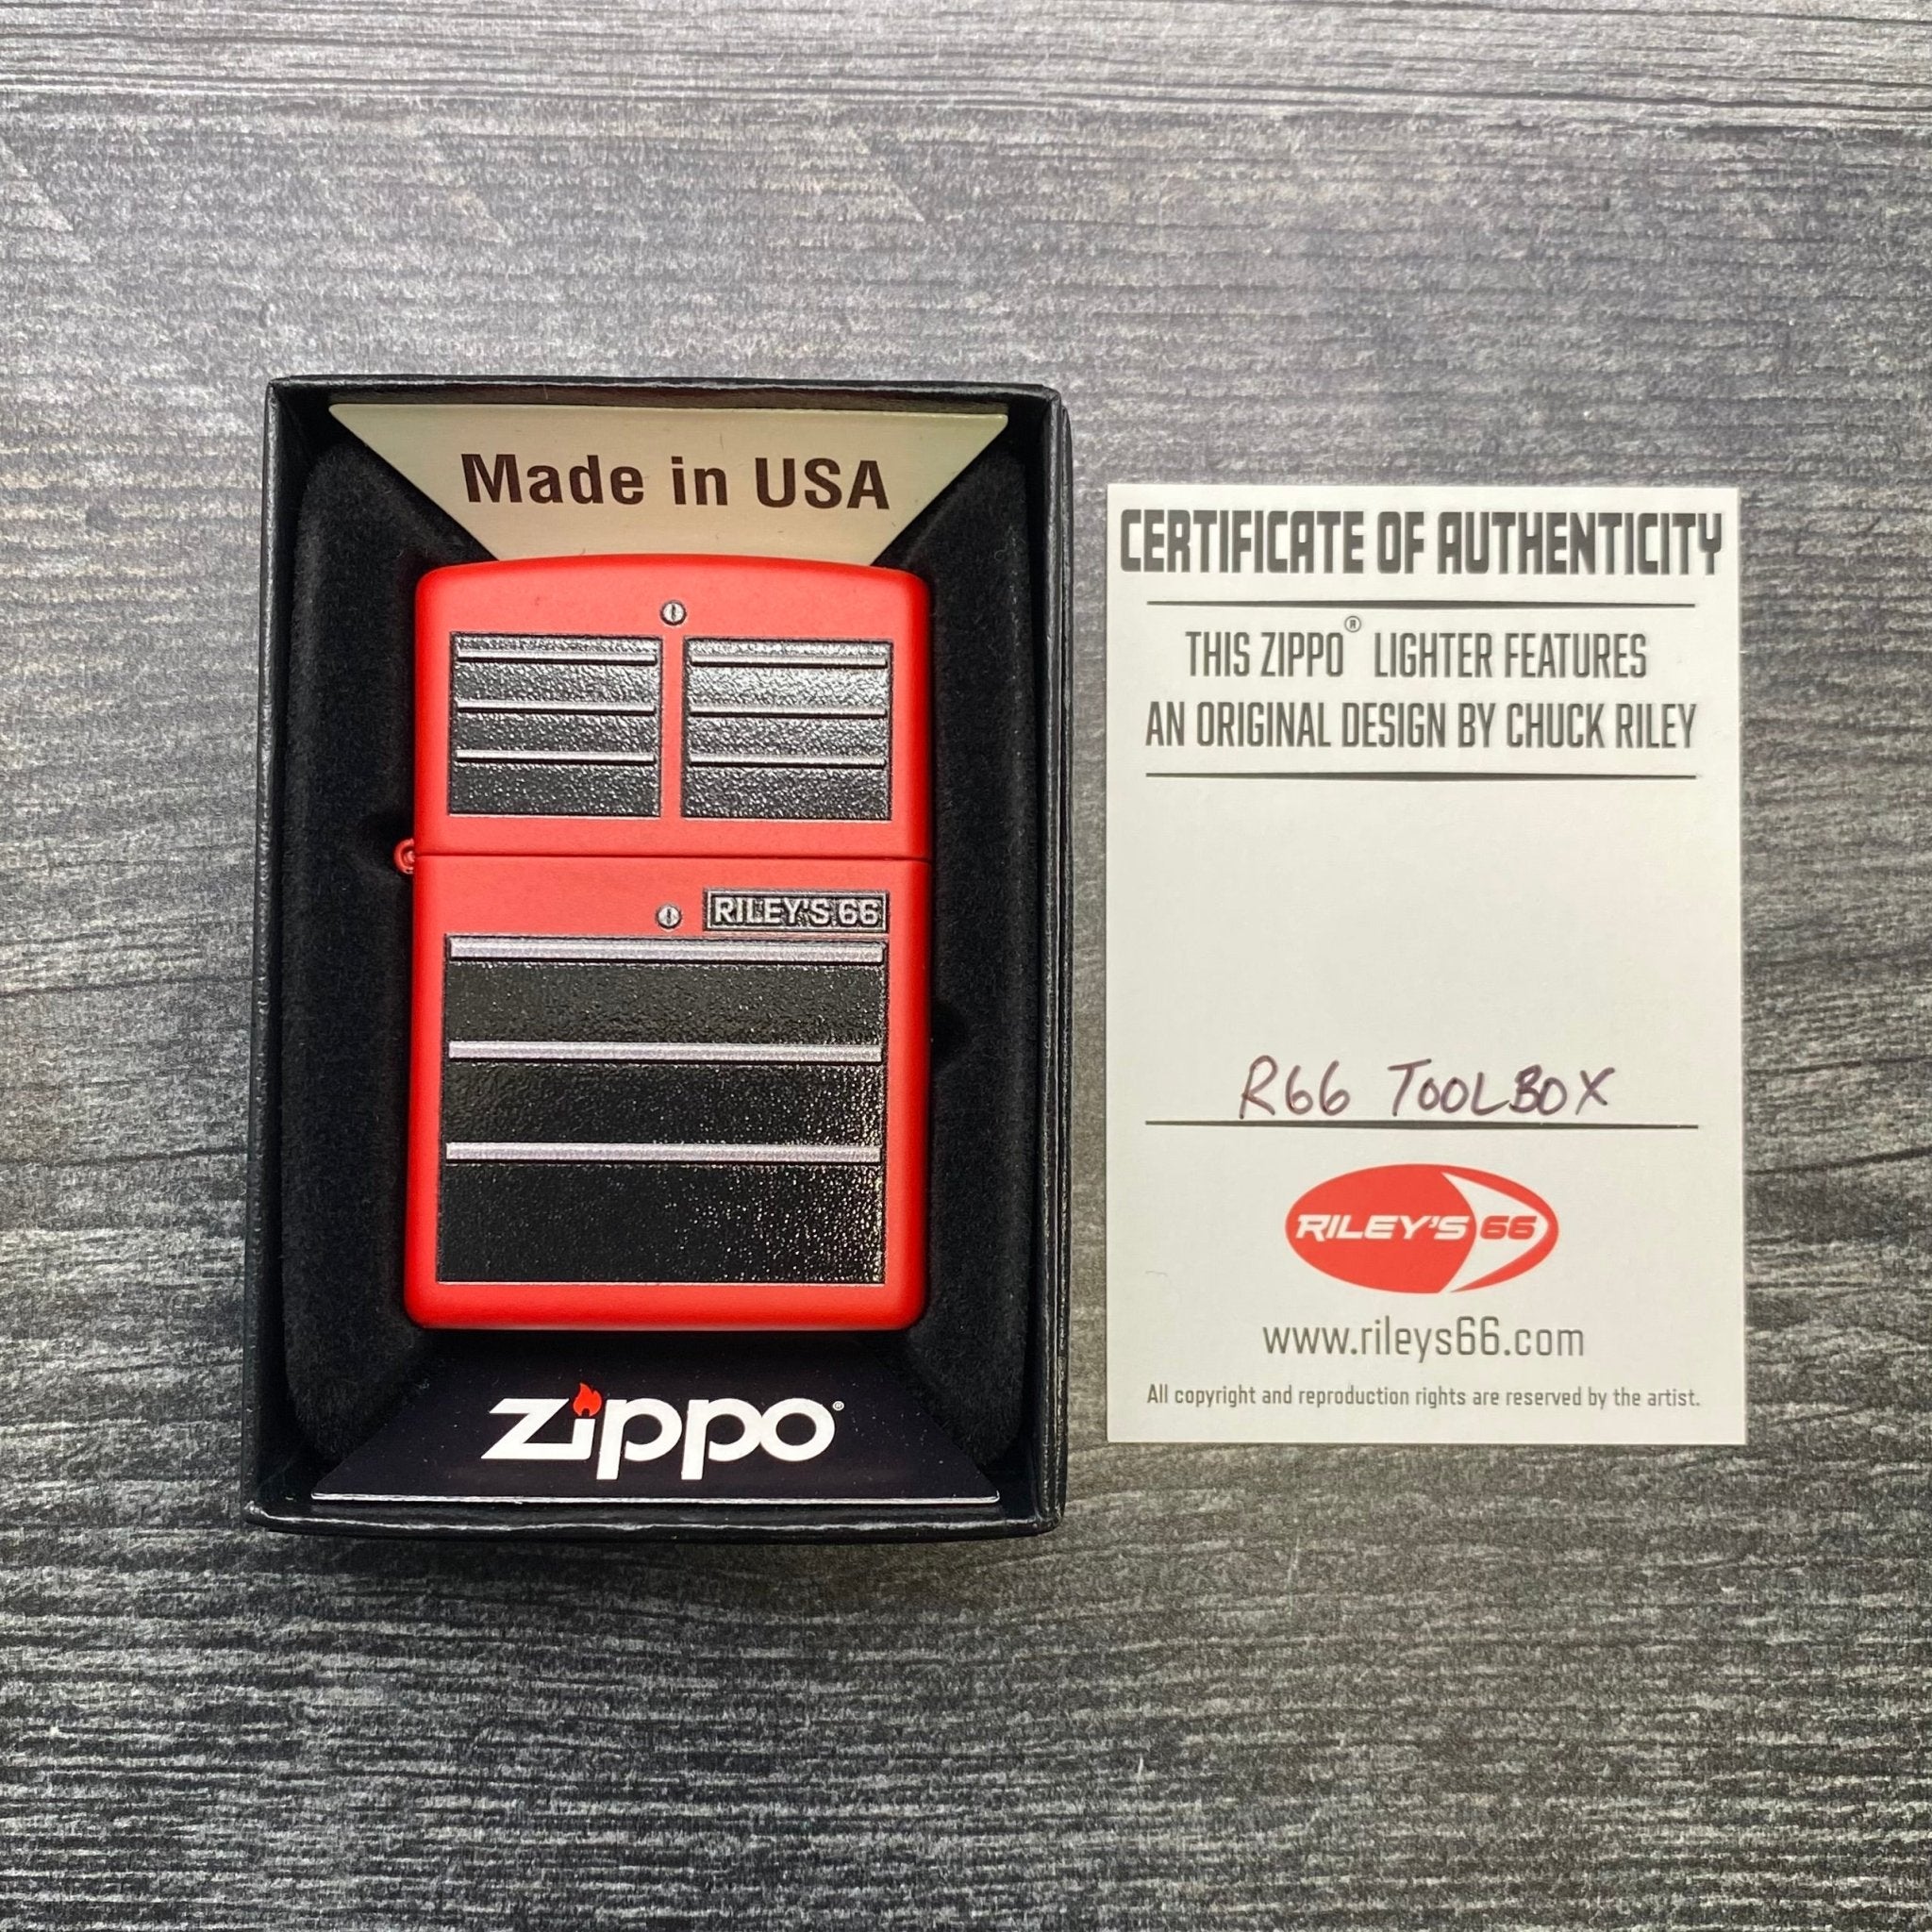 Made in USA
RILEY'S 66
zippo®
CERTIFICATE OF AUTHENTICITY
THIS ZIPPO® LIGHTER FEATURES
AN ORIGINAL DESIGN BY CHUCK RILEY
R66 TOOLBOX
RILEY'S 66
www.rileys66.com
All copyright and reproduction rights are reserved by the artist.